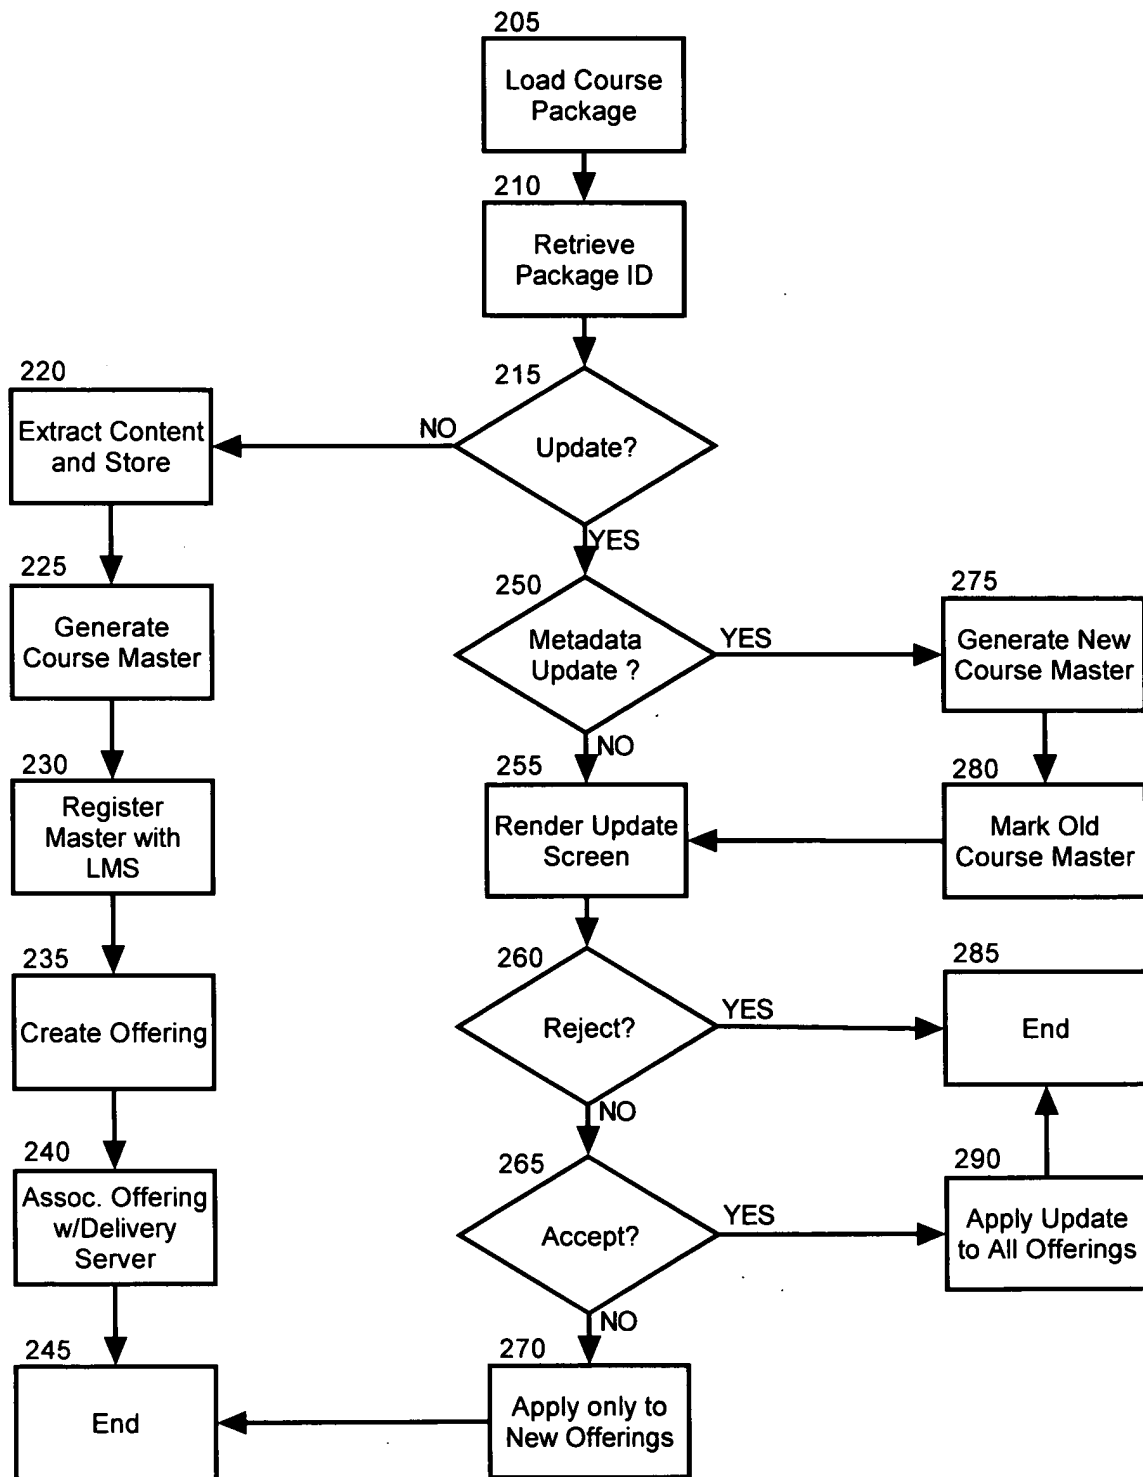 205
Load Course
Package
210
Retrieve
Package ID
215
Update?
NO
YES
220
Extract Content
and Store
225
Generate
Course Master
230
Register
Master with
LMS
235
Create Offering
240
Assoc. Offering
w/Delivery
Server
245
End
250
Metadata
Update ?
YES
NO
275
Generate New
Course Master
280
Mark Old
Course Master
255
Render Update
Screen
260
Reject?
YES
NO
285
End
265
Accept?
YES
NO
290
Apply Update
to All Offerings
270
Apply only to
New Offerings